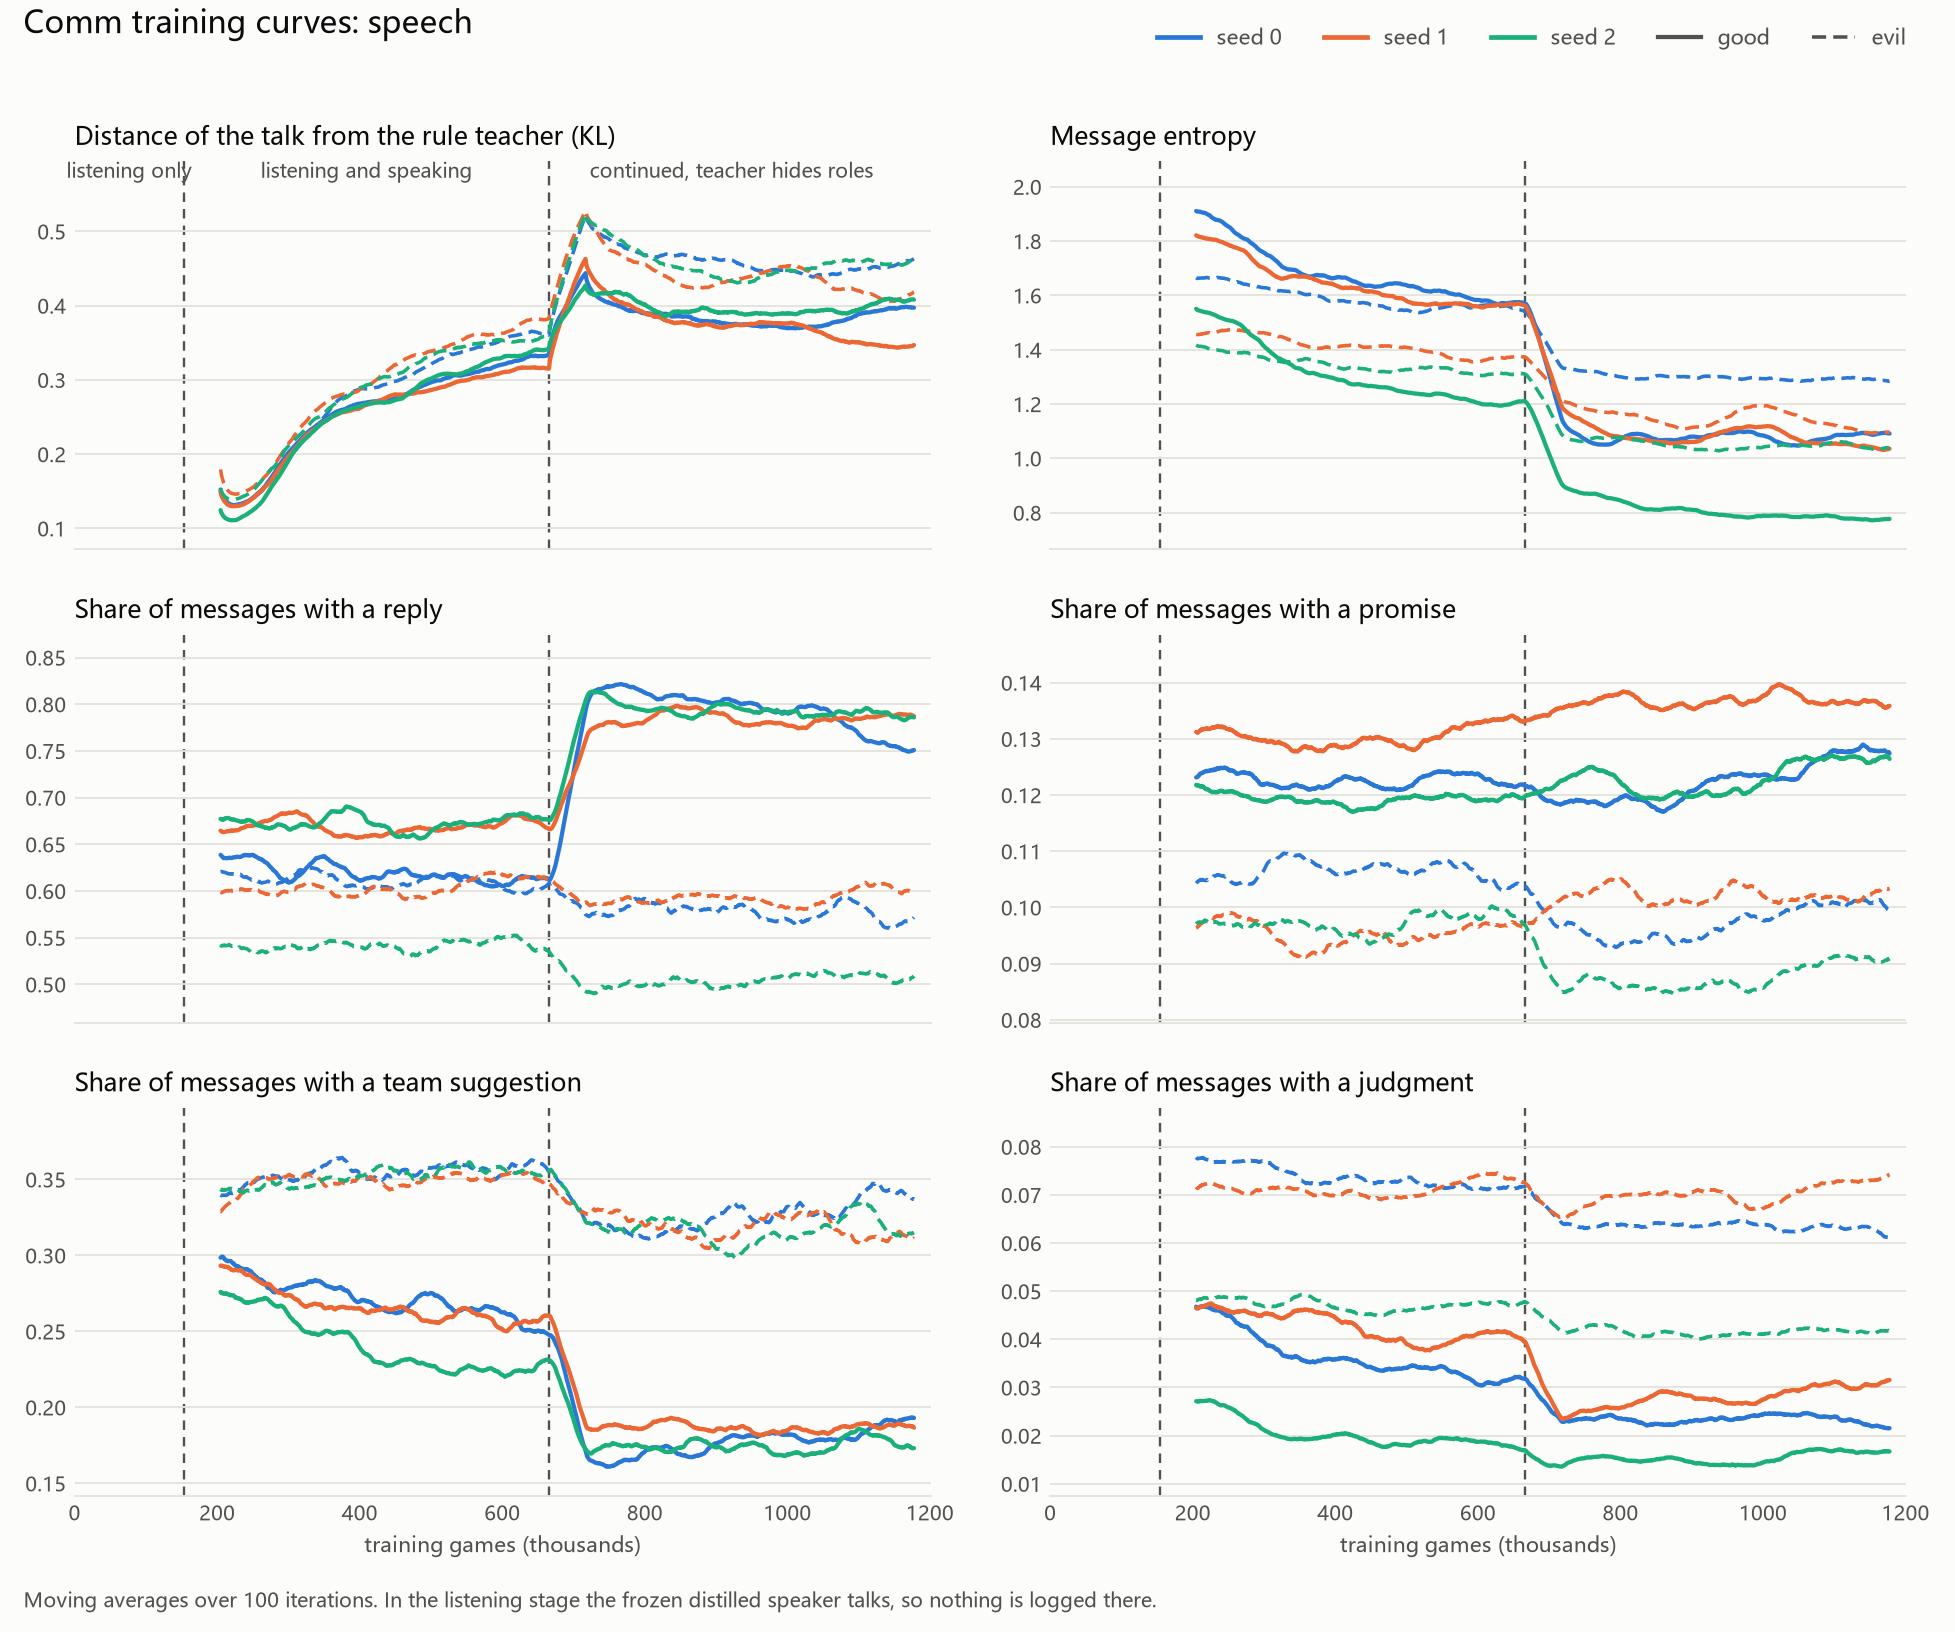 Comm training curves: speech
seed 0 seed 1 seed 2 good evil
Distance of the talk from the rule teacher (KL)
listening only listening and speaking continued, teacher hides roles
0.5
0.4
0.3
0.2
0.1
Message entropy
2.0
1.8
1.6
1.4
1.2
1.0
0.8
Share of messages with a reply
0.85
0.80
0.75
0.70
0.65
0.60
0.55
0.50
Share of messages with a promise
0.14
0.13
0.12
0.11
0.10
0.09
0.08
Share of messages with a team suggestion
0.35
0.30
0.25
0.20
0.15
0 200 400 600 800 1000 1200
training games (thousands)
Share of messages with a judgment
0.08
0.07
0.06
0.05
0.04
0.03
0.02
0.01
0 200 400 600 800 1000 1200
training games (thousands)
Moving averages over 100 iterations. In the listening stage the frozen distilled speaker talks, so nothing is logged there.